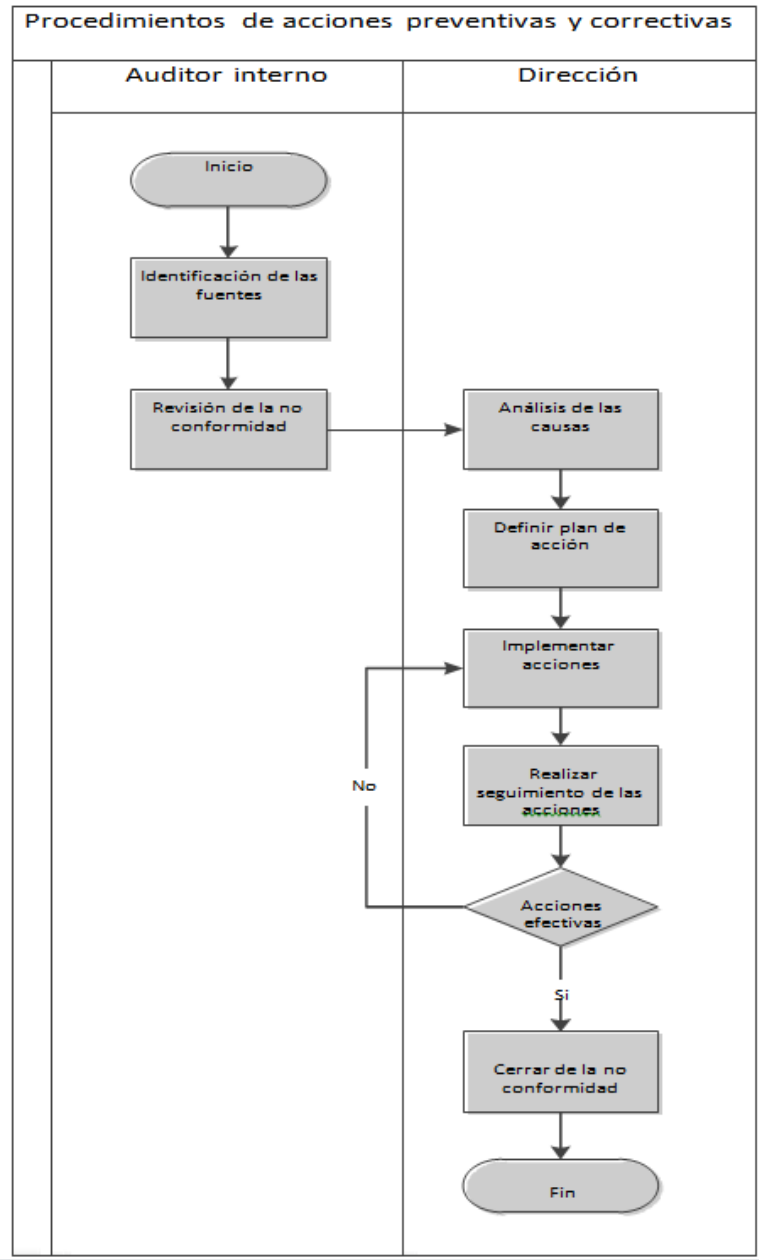 Procedimientos de acciones preventivas y correctivas
Auditor interno
Dirección
Inicio
Identificación de las
fuentes
Revisión de la no
conformidad
Análisis de las
causas
Definir plan de
acción
Implementar
acciones
Realizar
seguimiento de las
acciones
No
Acciones
efectivas
Si
Cerrar de la no
conformidad
Fin